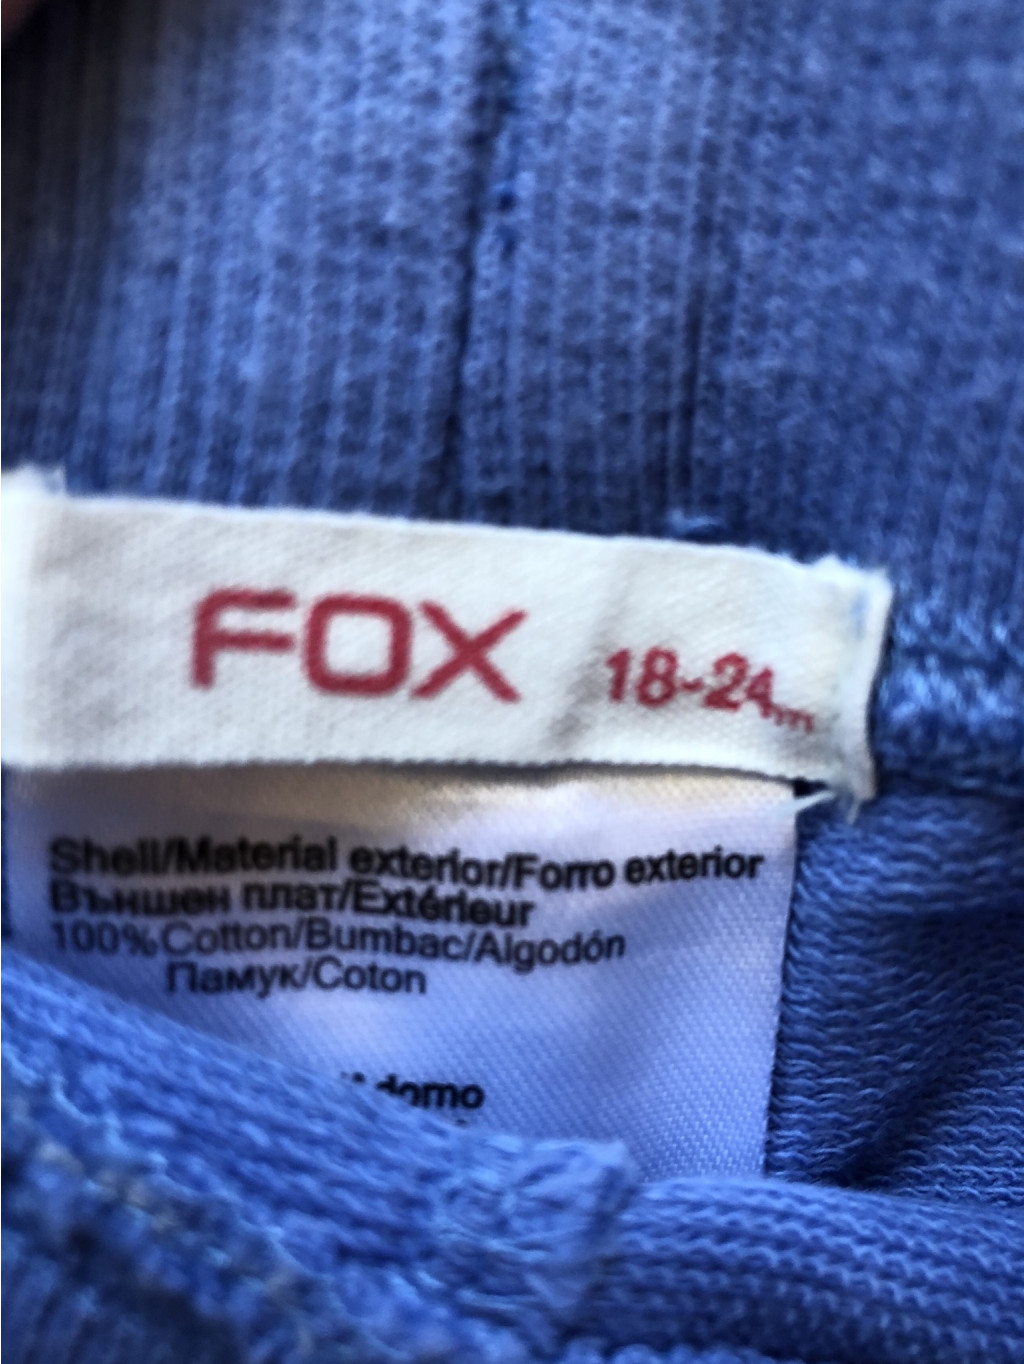 FOX 18-24m
Shell/Material exterior/Forro exterior
Външен плат/Extérieur
100% Cotton/Bumbac/Algodón
Памук/Coton